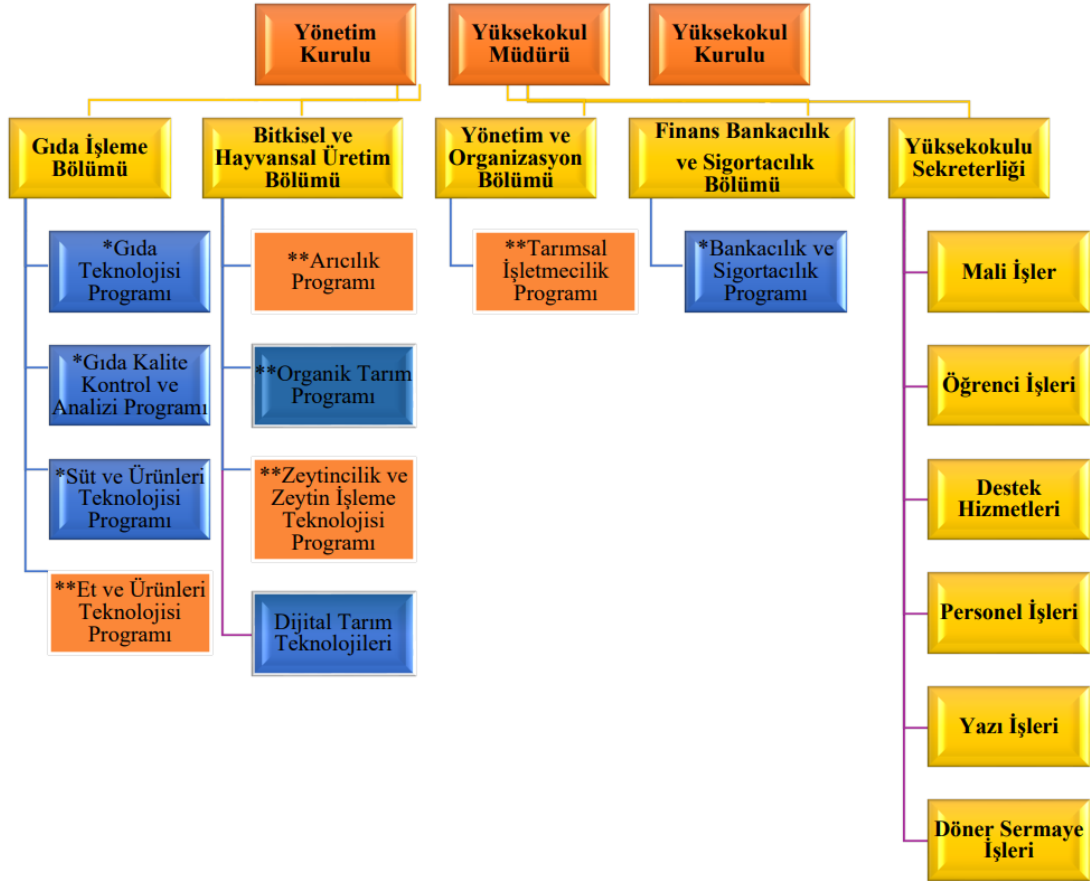 Yönetim
Kurulu
Yüksekokul
Müdürü
Yüksekokul
Kurulu
Gıda İşleme
Bölümü
Bitkisel ve
Hayvansal Üretim
Bölümü
Yönetim ve
Organizasyon
Bölümü
Finans Bankacılık
ve Sigortacılık
Bölümü
Yüksekokulu
Sekreterliği
*Gıda
Teknolojisi
Programı
*Gıda Kalite
Kontrol ve
Analizi Programı
*Süt ve Ürünleri
Teknolojisi
Programı
**Et ve Ürünleri
Teknolojisi
Programı
**Arıcılık
Programı
**Organik Tarım
Programı
**Zeytincilik ve
Zeytin İşleme
Teknolojisi
Programı
Dijital Tarım
Teknolojileri
**Tarımsal
İşletmecilik
Programı
*Bankacılık ve
Sigortacılık
Programı
Mali İşler
Öğrenci İşleri
Destek
Hizmetleri
Personel İşleri
Yazı İşleri
Döner Sermaye
İşleri